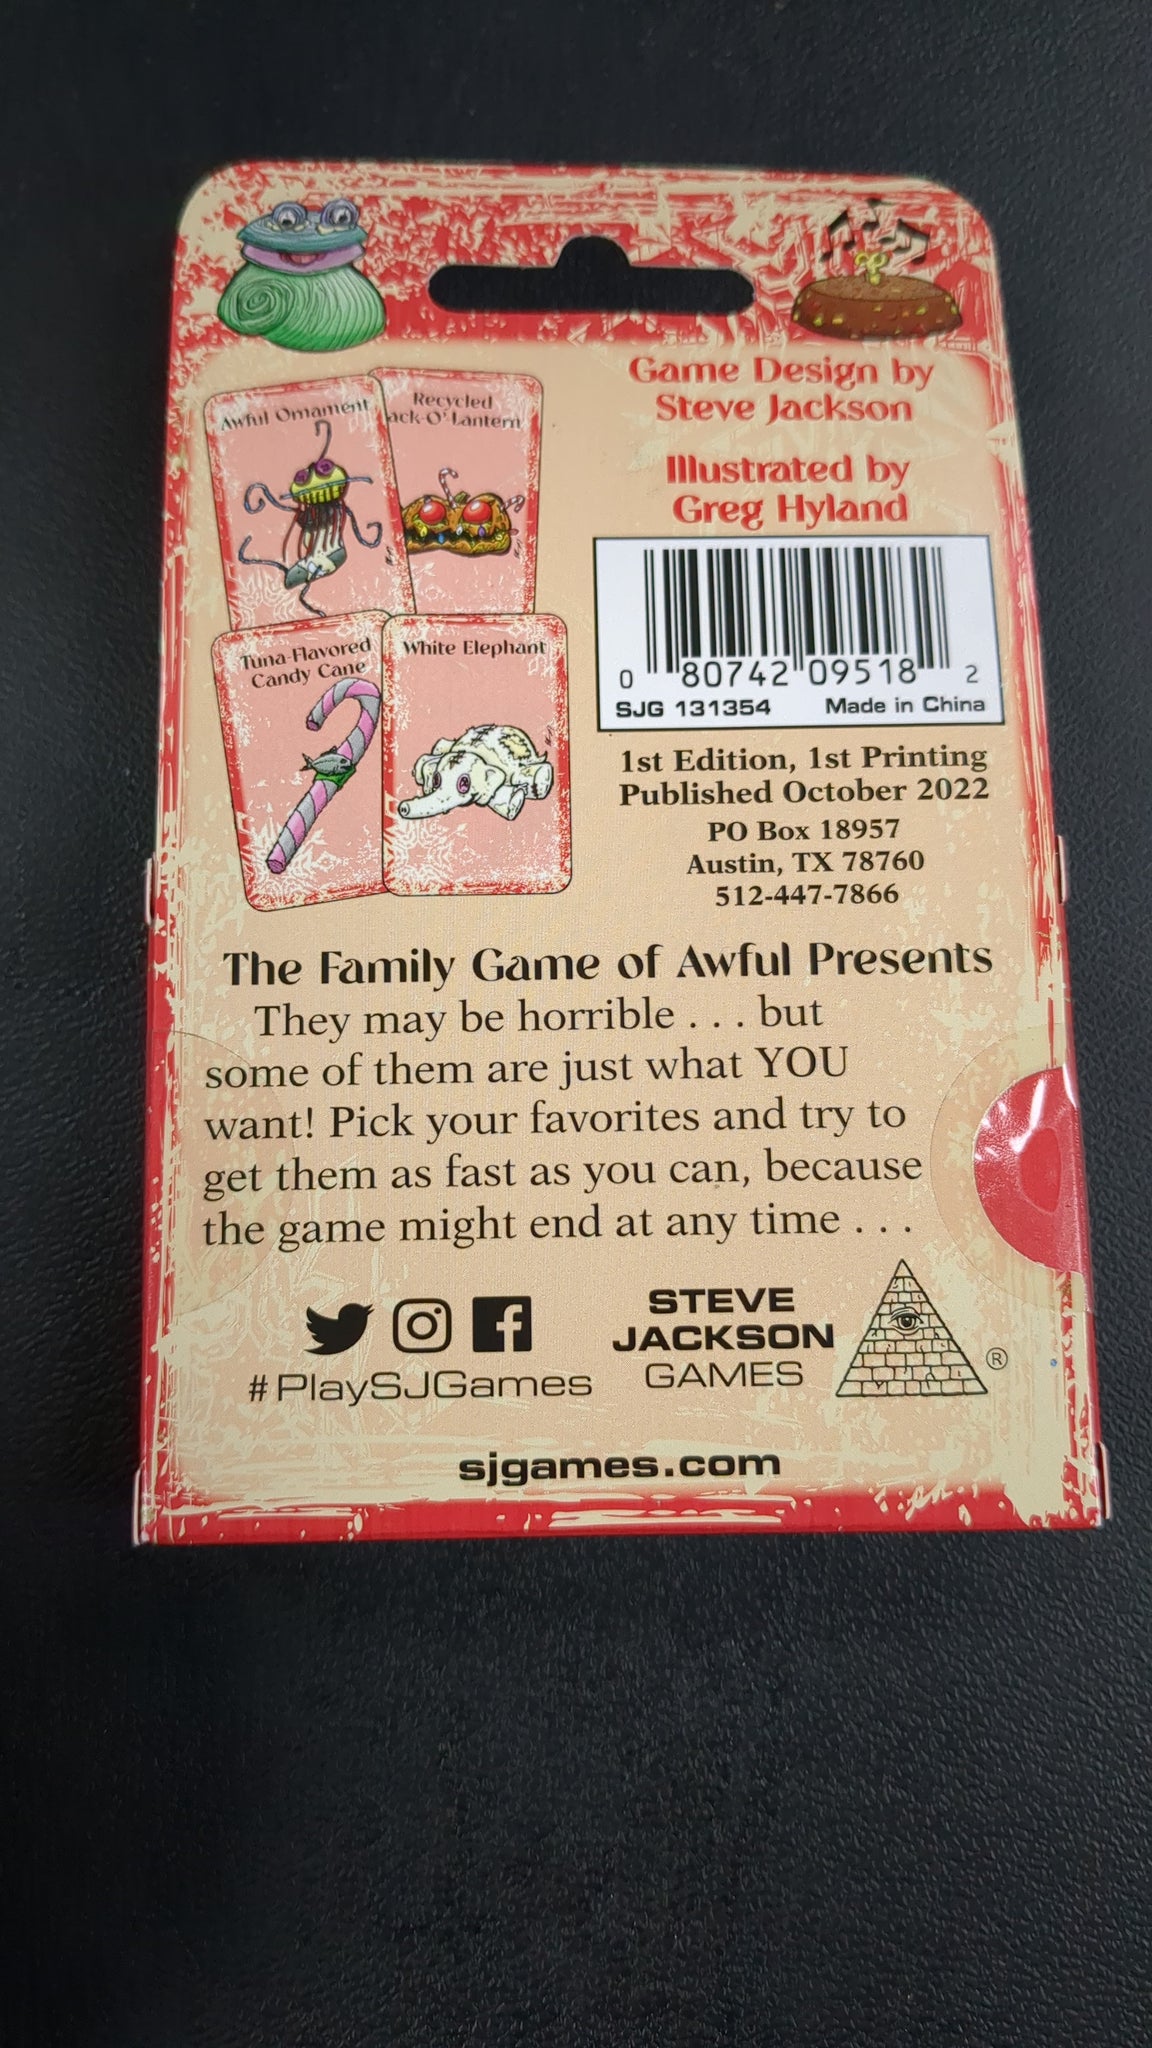 Awful Ornament
Recycled
ack-O'-Lantern
Tuna-Flavored
Candy Cane
White Elephant
Game Design by
Steve Jackson
Illustrated by
Greg Hyland
0 80742 09518 2
SJG 131354 Made in China
1st Edition, 1st Printing
Published October 2022
PO Box 18957
Austin, TX 78760
512-447-7866
The Family Game of Awful Presents
They may be horrible . . . but
some of them are just what YOU
want! Pick your favorites and try to
get them as fast as you can, because
the game might end at any time . . .
#PlaySJGames
STEVE
JACKSON
GAMES
®
sjgames.com